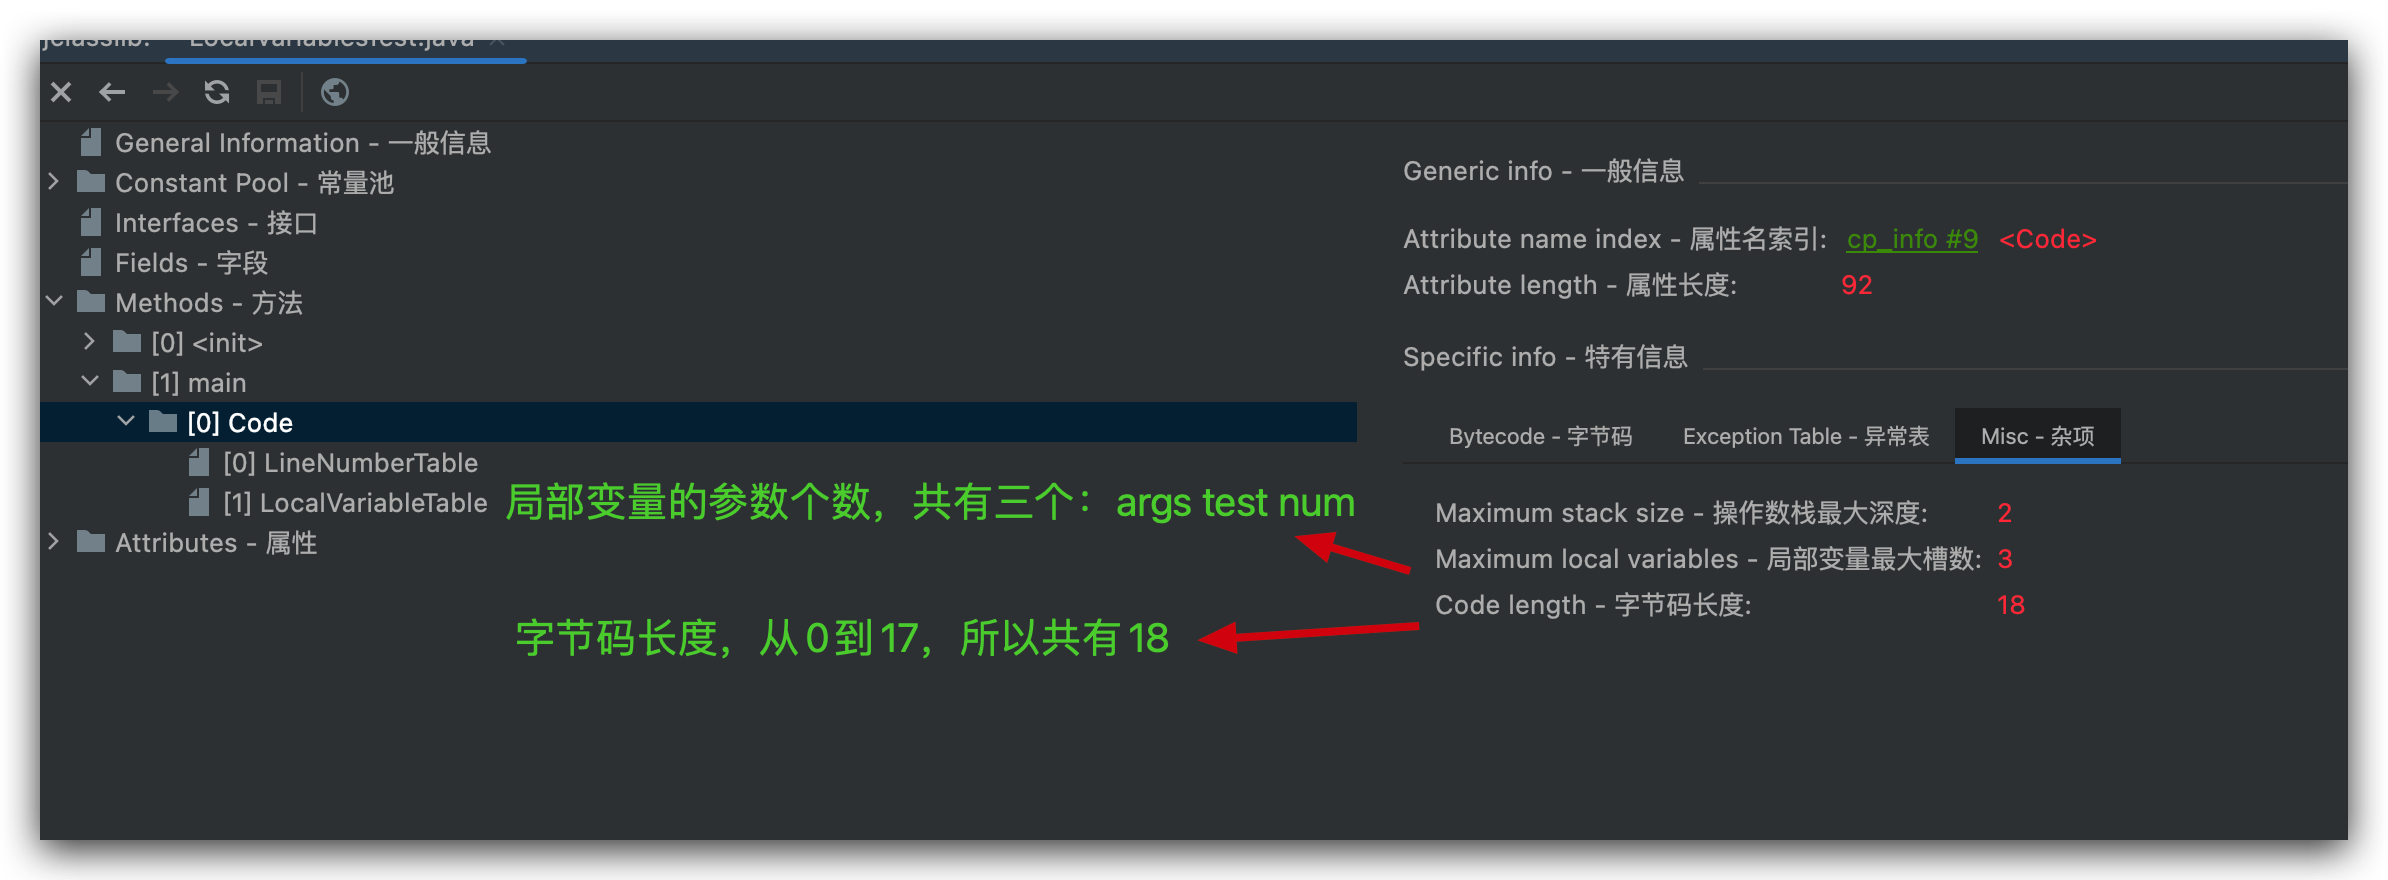 jclasslib:
LocalVariablesTest.java
General Information - 一般信息
Constant Pool - 常量池
Interfaces - 接口
Fields - 字段
Methods - 方法
[0] <init>
[1] main
[0] Code
[0] LineNumberTable
[1] LocalVariableTable
Attributes - 属性
局部变量的参数个数，共有三个：args test num
字节码长度，从0到17，所以共有18
Generic info - 一般信息
Attribute name index - 属性名索引: cp_info #9 <Code>
Attribute length - 属性长度: 92
Specific info - 特有信息
Bytecode - 字节码 Exception Table - 异常表 Misc - 杂项
Maximum stack size - 操作数栈最大深度: 2
Maximum local variables - 局部变量最大槽数: 3
Code length - 字节码长度: 18